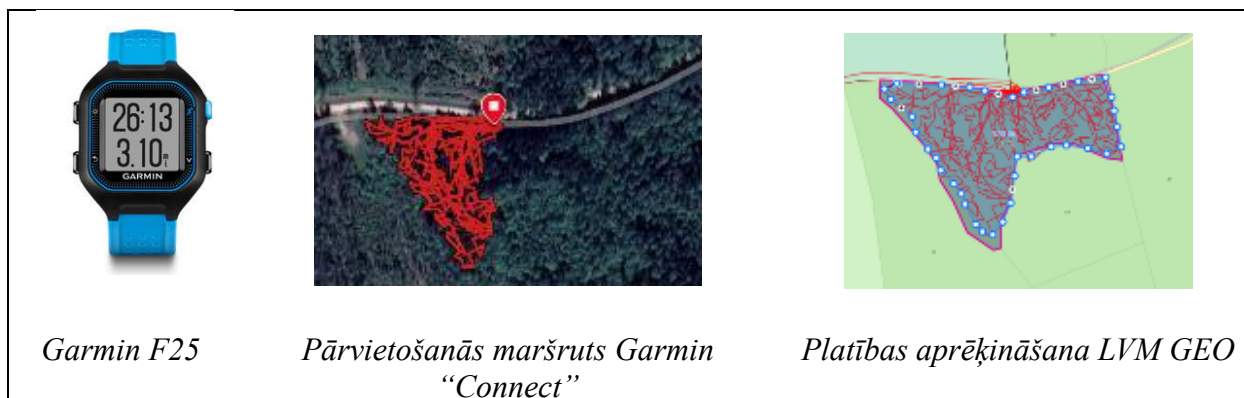 26:13
3.10
GARMIN
Garmin F25
Pārvietošanās maršruts Garmin
“Connect”
Platības aprēķināšana LVM GEO